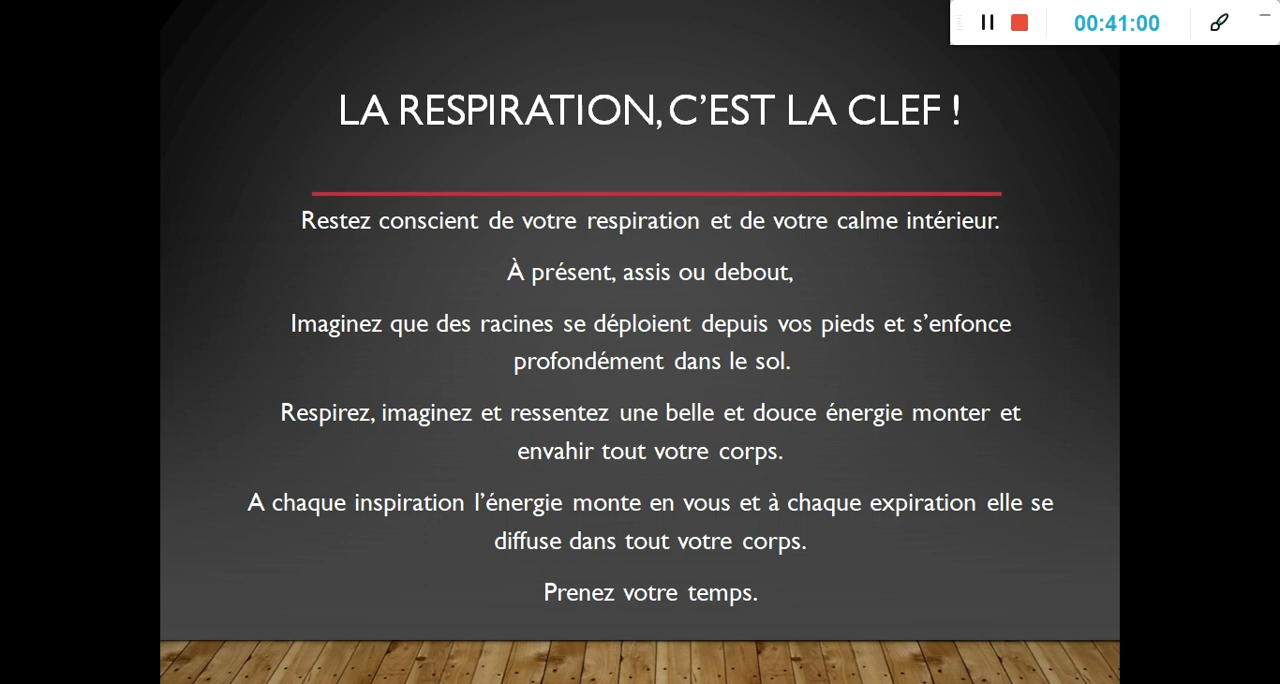 00:41:00
LA RESPIRATION, C’EST LA CLEF !
Restez conscient de votre respiration et de votre calme intérieur.
À présent, assis ou debout,
Imaginez que des racines se déploient depuis vos pieds et s’enfonce
profondément dans le sol.
Respirez, imaginez et ressentez une belle et douce énergie monter et
envahir tout votre corps.
A chaque inspiration l’énergie monte en vous et à chaque expiration elle se
diffuse dans tout votre corps.
Prenez votre temps.